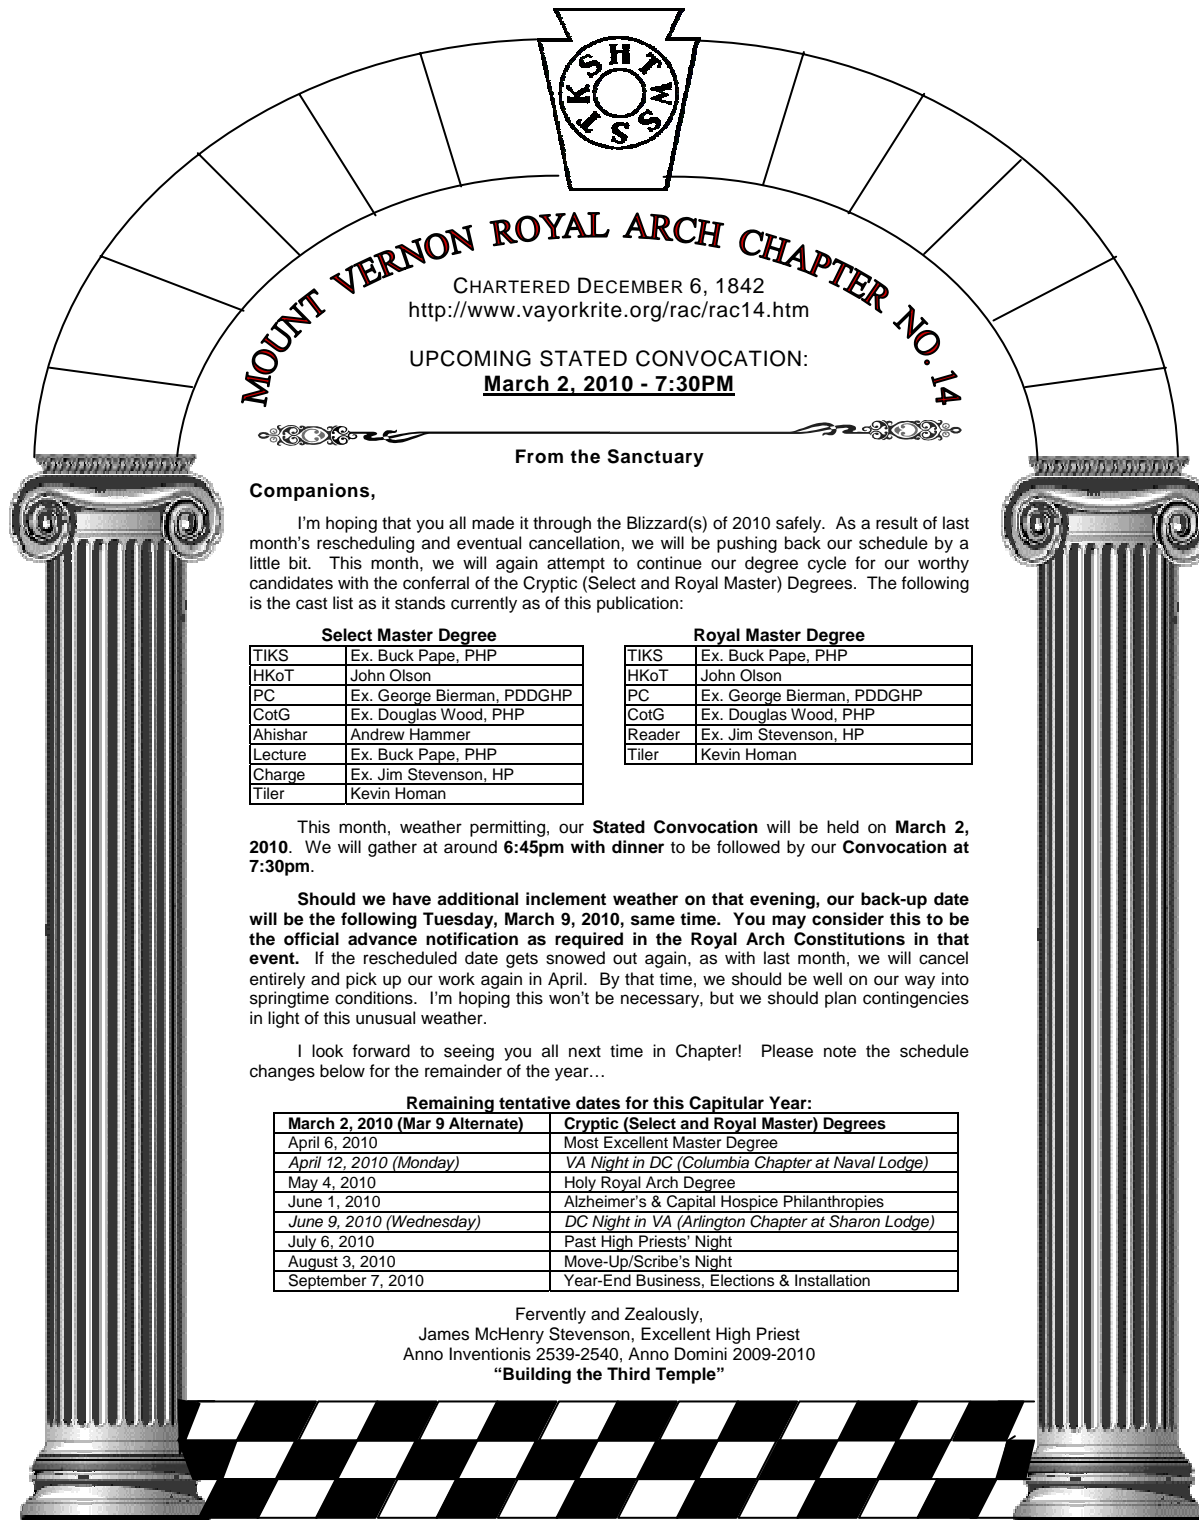 H T W S S T K S
MOUNT VERNON ROYAL ARCH CHAPTER NO. 14
CHARTERED DECEMBER 6, 1842
http://www.vayorkrite.org/rac/rac14.htm
UPCOMING STATED CONVOCATION:
March 2, 2010 - 7:30PM
From the Sanctuary
Companions,
I'm hoping that you all made it through the Blizzard(s) of 2010 safely. As a result of last
month's rescheduling and eventual cancellation, we will be pushing back our schedule by a
little bit. This month, we will again attempt to continue our degree cycle for our worthy
candidates with the conferral of the Cryptic (Select and Royal Master) Degrees. The following
is the cast list as it stands currently as of this publication:
Select Master Degree
TIKS Ex. Buck Pape, PHP
HKoT John Olson
PC Ex. George Bierman, PDDGHP
CotG Ex. Douglas Wood, PHP
Ahishar Andrew Hammer
Lecture Ex. Buck Pape, PHP
Charge Ex. Jim Stevenson, HP
Tiler Kevin Homan
Royal Master Degree
TIKS Ex. Buck Pape, PHP
HKoT John Olson
PC Ex. George Bierman, PDDGHP
CotG Ex. Douglas Wood, PHP
Reader Ex. Jim Stevenson, HP
Tiler Kevin Homan
This month, weather permitting, our Stated Convocation will be held on March 2,
2010. We will gather at around 6:45pm with dinner to be followed by our Convocation at
7:30pm.
Should we have additional inclement weather on that evening, our back-up date
will be the following Tuesday, March 9, 2010, same time. You may consider this to be
the official advance notification as required in the Royal Arch Constitutions in that
event. If the rescheduled date gets snowed out again, as with last month, we will cancel
entirely and pick up our work again in April. By that time, we should be well on our way into
springtime conditions. I'm hoping this won't be necessary, but we should plan contingencies
in light of this unusual weather.
I look forward to seeing you all next time in Chapter! Please note the schedule
changes below for the remainder of the year…
Remaining tentative dates for this Capitular Year:
March 2, 2010 (Mar 9 Alternate) Cryptic (Select and Royal Master) Degrees
April 6, 2010 Most Excellent Master Degree
April 12, 2010 (Monday) VA Night in DC (Columbia Chapter at Naval Lodge)
May 4, 2010 Holy Royal Arch Degree
June 1, 2010 Alzheimer's & Capital Hospice Philanthropies
June 9, 2010 (Wednesday) DC Night in VA (Arlington Chapter at Sharon Lodge)
July 6, 2010 Past High Priests' Night
August 3, 2010 Move-Up/Scribe's Night
September 7, 2010 Year-End Business, Elections & Installation
Fervently and Zealously,
James McHenry Stevenson, Excellent High Priest
Anno Inventionis 2539-2540, Anno Domini 2009-2010
"Building the Third Temple"